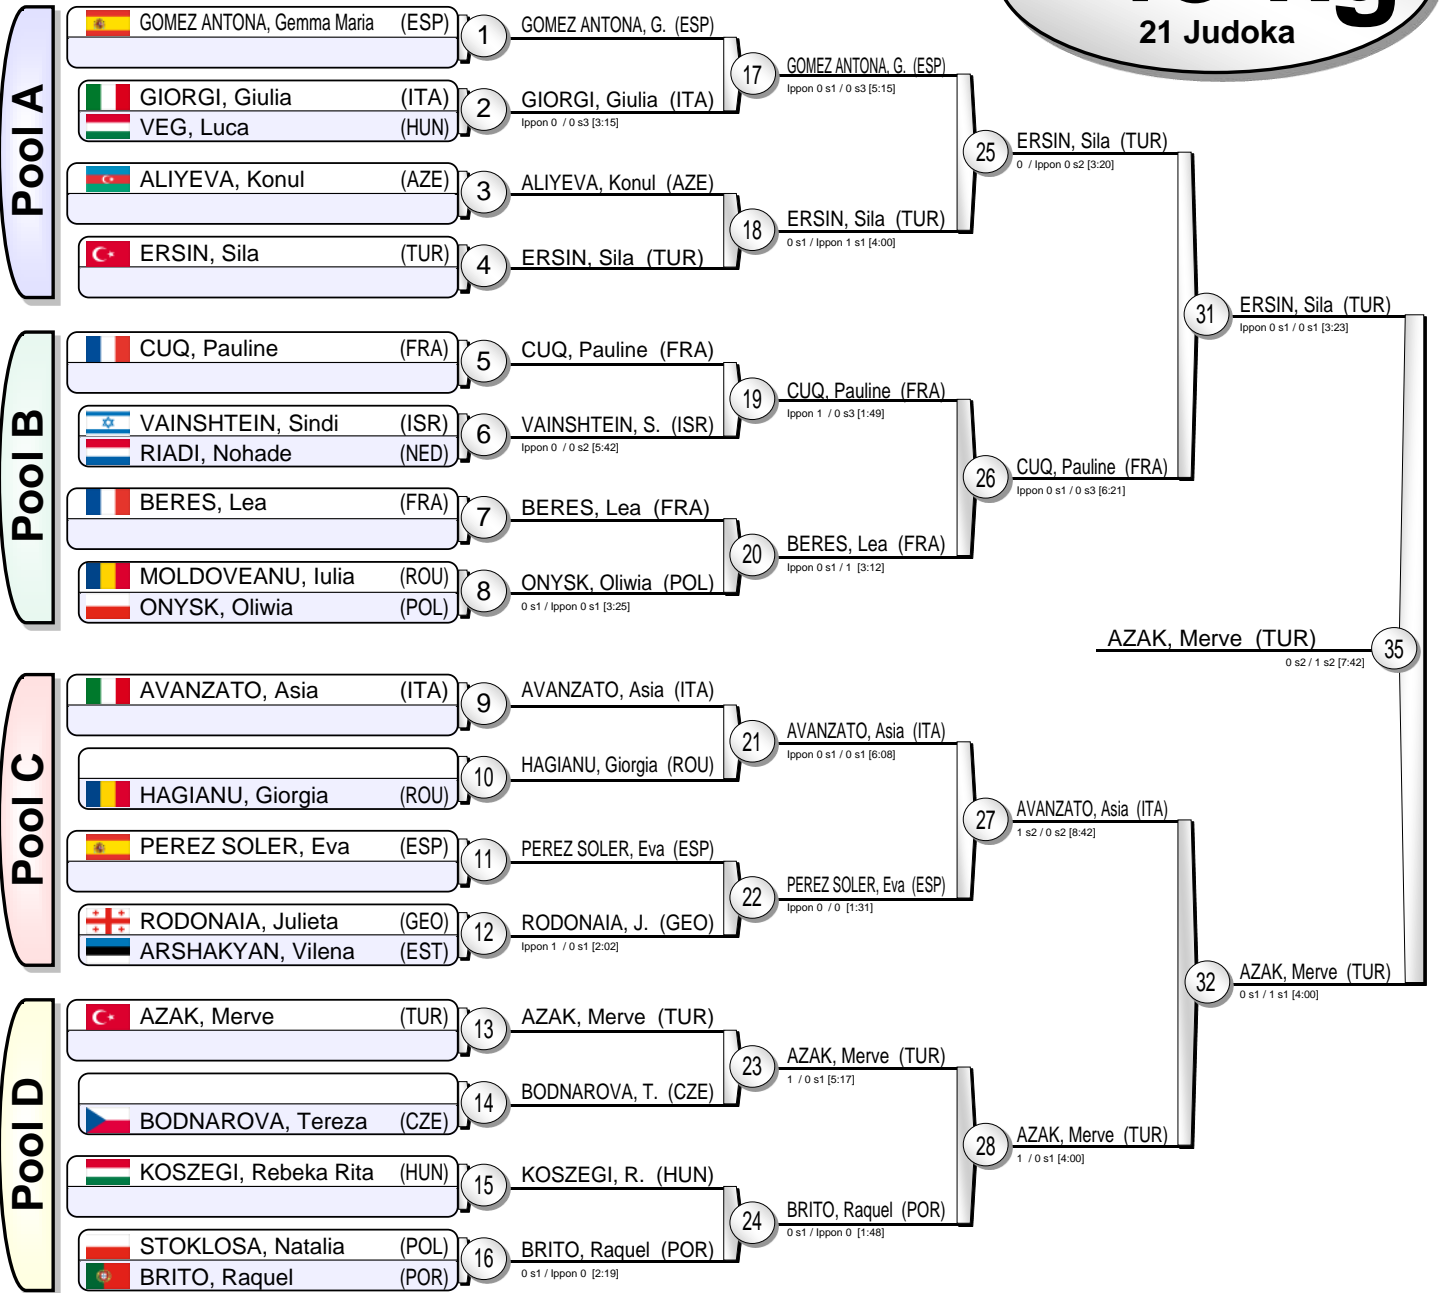 21 Judoka
Pool A
GOMEZ ANTONA, Gemma Maria (ESP)
1
GOMEZ ANTONA, G. (ESP)
GIORGI, Giulia (ITA)
VEG, Luca (HUN)
2
GIORGI, Giulia (ITA)
Ippon 0 / 0 s3 [3:15]
ALIYEVA, Konul (AZE)
3
ALIYEVA, Konul (AZE)
ERSIN, Sila (TUR)
4
ERSIN, Sila (TUR)
17
GOMEZ ANTONA, G. (ESP)
Ippon 0 s1 / 0 s3 [5:15]
18
ERSIN, Sila (TUR)
0 s1 / Ippon 1 s1 [4:00]
25
ERSIN, Sila (TUR)
0 / Ippon 0 s2 [3:20]
Pool B
CUQ, Pauline (FRA)
5
CUQ, Pauline (FRA)
VAINSHTEIN, Sindi (ISR)
RIADI, Nohade (NED)
6
VAINSHTEIN, S. (ISR)
Ippon 0 / 0 s2 [5:42]
BERES, Lea (FRA)
7
BERES, Lea (FRA)
MOLDOVEANU, Iulia (ROU)
ONYSK, Oliwia (POL)
8
ONYSK, Oliwia (POL)
0 s1 / Ippon 0 s1 [3:25]
19
CUQ, Pauline (FRA)
Ippon 1 / 0 s3 [1:49]
20
BERES, Lea (FRA)
Ippon 0 s1 / 1 [3:12]
26
CUQ, Pauline (FRA)
Ippon 0 s1 / 0 s3 [6:21]
31
ERSIN, Sila (TUR)
Ippon 0 s1 / 0 s1 [3:23]
AZAK, Merve (TUR)
0 s2 / 1 s2 [7:42]
35
Pool C
AVANZATO, Asia (ITA)
9
AVANZATO, Asia (ITA)
HAGIANU, Giorgia (ROU)
10
HAGIANU, Giorgia (ROU)
PEREZ SOLER, Eva (ESP)
11
PEREZ SOLER, Eva (ESP)
RODONAIA, Julieta (GEO)
ARSHAKYAN, Vilena (EST)
12
RODONAIA, J. (GEO)
Ippon 1 / 0 s1 [2:02]
21
AVANZATO, Asia (ITA)
Ippon 0 s1 / 0 s1 [6:08]
22
PEREZ SOLER, Eva (ESP)
Ippon 0 / 0 [1:31]
27
AVANZATO, Asia (ITA)
1 s2 / 0 s2 [8:42]
Pool D
AZAK, Merve (TUR)
13
AZAK, Merve (TUR)
BODNAROVA, Tereza (CZE)
14
BODNAROVA, T. (CZE)
KOSZEGI, Rebeka Rita (HUN)
15
KOSZEGI, R. (HUN)
STOKLOSA, Natalia (POL)
BRITO, Raquel (POR)
16
BRITO, Raquel (POR)
0 s1 / Ippon 0 [2:19]
23
AZAK, Merve (TUR)
1 / 0 s1 [5:17]
24
BRITO, Raquel (POR)
0 s1 / Ippon 0 [1:48]
28
AZAK, Merve (TUR)
1 / 0 s1 [4:00]
32
AZAK, Merve (TUR)
0 s1 / 1 s1 [4:00]